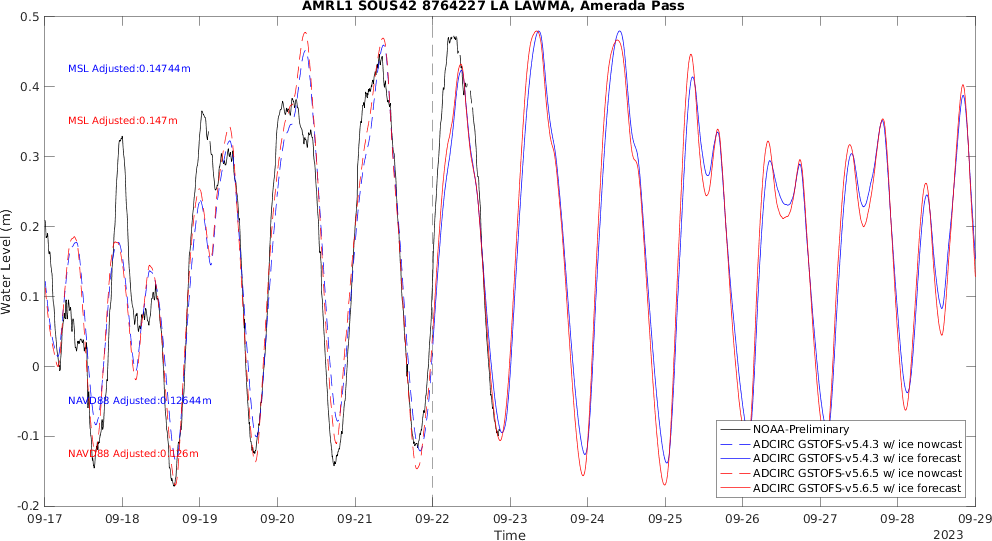 AMRL1 SOUS42 8764227 LA LAWMA, Amerada Pass
0.5
0.4
0.3
0.2
0.1
0
-0.1
-0.2
Water Level (m)
MSL Adjusted:0.14744m
MSL Adjusted:0.147m
NAVD88 Adjusted:0.12644m
NAVD88 Adjusted:0.126m
NOAA-Preliminary
ADCIRC GSTOFS-v5.4.3 w/ ice nowcast
ADCIRC GSTOFS-v5.4.3 w/ ice forecast
ADCIRC GSTOFS-v5.6.5 w/ ice nowcast
ADCIRC GSTOFS-v5.6.5 w/ ice forecast
09-17 09-18 09-19 09-20 09-21 09-22 09-23 09-24 09-25 09-26 09-27 09-28 09-29
Time
2023